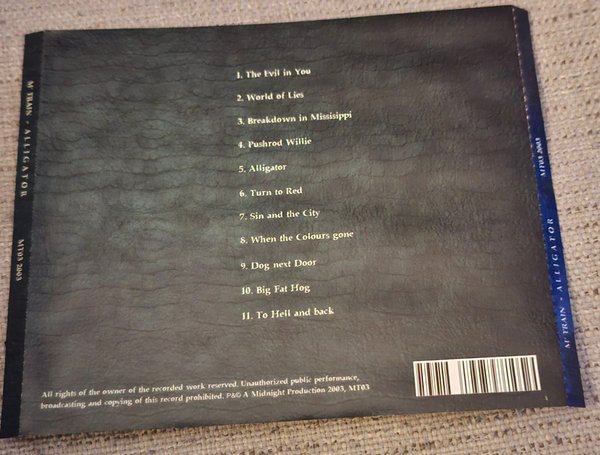 M' TRAIN - ALLIGATOR
MT03 2003
1. The Evil in You
2. World of Lies
3. Breakdown in Missisippi
4. Pushrod Willie
5. Alligator
6. Turn to Red
7. Sin and the City
8. When the Colours gone
9. Dog next Door
10. Big Fat Hog
11. To Hell and back
All rights of the owner of the recorded work reserved. Unauthorized public performance,
broadcasting and copying of this record prohibited. P&G A Midnight Production 2003, MT03
MT03 2003
M' TRAIN - ALLIGATOR